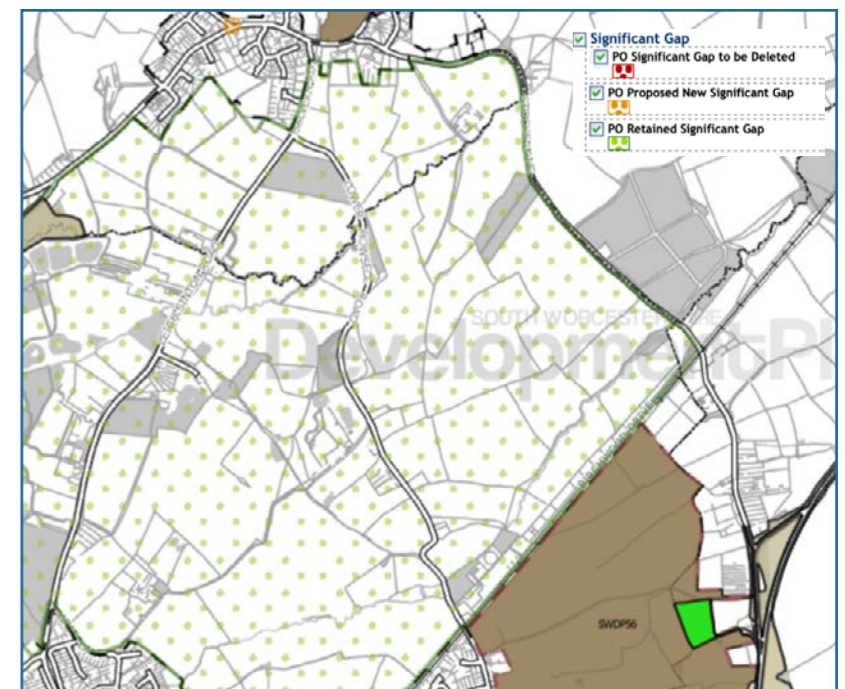 Significant Gap
PO Significant Gap to be Deleted
PO Proposed New Significant Gap
PO Retained Significant Gap
SOUTH WORCESTERSHIRE
DevelopmentPl
SWOP56